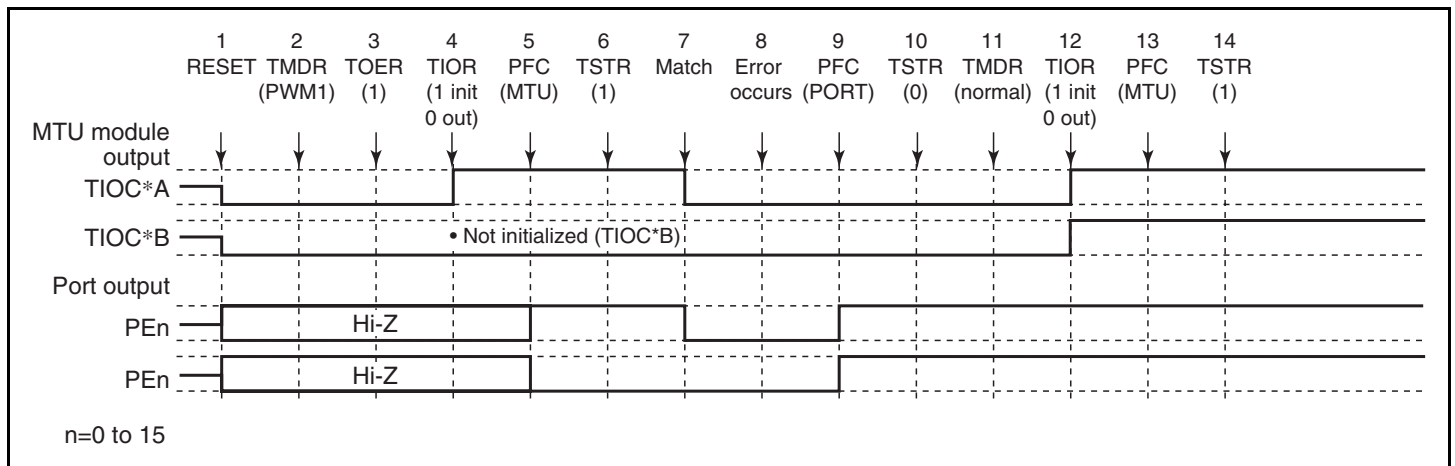 1 2 3 4 5 6 7 8 9 10 11 12 13 14
RESET TMDR TOER TIOR PFC TSTR Match Error PFC TSTR TMDR TIOR PFC TSTR
(PWM1) (1) (1 init (MTU) (1) occurs (PORT) (0) (normal) (1 init (MTU) (1)
0 out) 0 out)
MTU module
output
TIOC*A
TIOC*B
• Not initialized (TIOC*B)
Port output
PEn
Hi-Z
PEn
Hi-Z
n=0 to 15